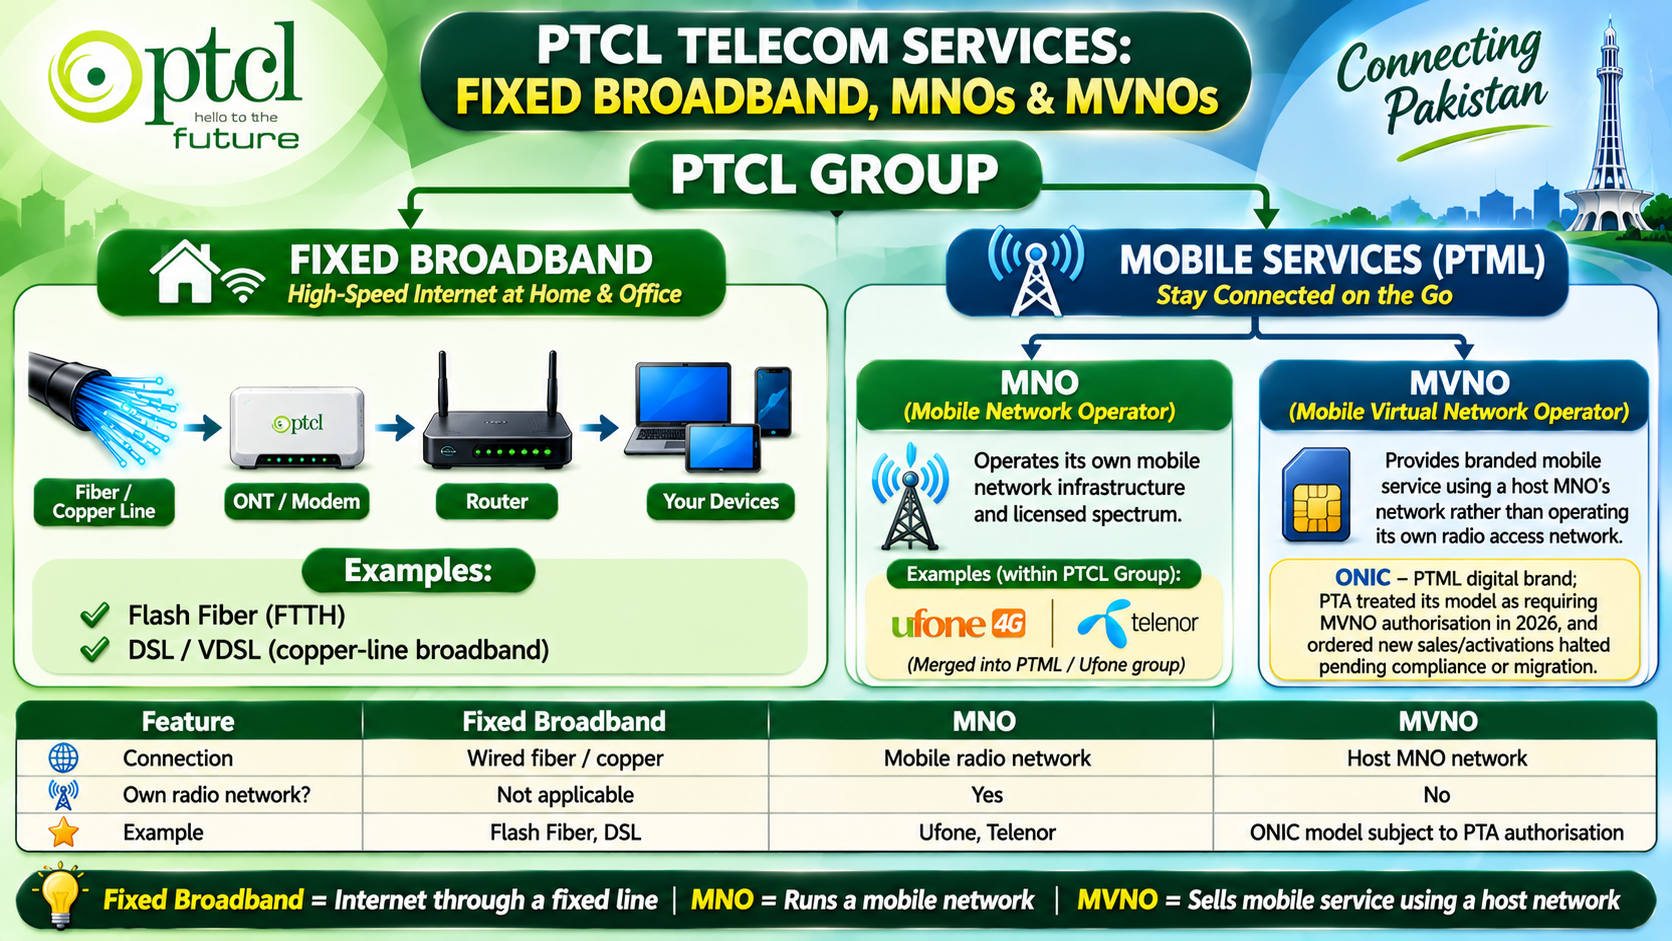 ptcl
hello to the
future
PTCL TELECOM SERVICES:
FIXED BROADBAND, MNOs & MVNOs
Connecting
Pakistan
PTCL GROUP
FIXED BROADBAND
High-Speed Internet at Home & Office
ptcl
Fiber /
Copper Line
ONT / Modem
Router
Your Devices
Examples:
Flash Fiber (FTTH)
DSL / VDSL (copper-line broadband)
MOBILE SERVICES (PTML)
Stay Connected on the Go
MNO
(Mobile Network Operator)
Operates its own mobile
network infrastructure
and licensed spectrum.
Examples (within PTCL Group):
ufone 4G
telenor
(Merged into PTML / Ufone group)
MVNO
(Mobile Virtual Network Operator)
Provides branded mobile
service using a host MNO's
network rather than operating
its own radio access network.
ONIC – PTML digital brand;
PTA treated its model as requiring
MVNO authorisation in 2026, and
ordered new sales/activations halted
pending compliance or migration.
Feature Fixed Broadband MNO MVNO
Connection Wired fiber / copper Mobile radio network Host MNO network
Own radio network? Not applicable Yes No
Example Flash Fiber, DSL Ufone, Telenor ONIC model subject to PTA authorisation
Fixed Broadband = Internet through a fixed line | MNO = Runs a mobile network | MVNO = Sells mobile service using a host network